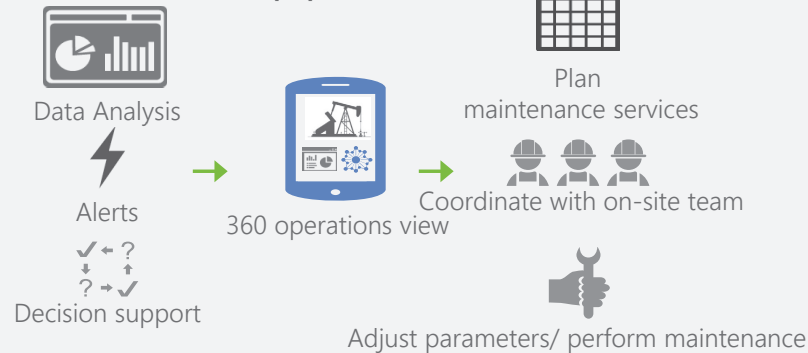 Data Analysis
Alerts
? 
?
Decision support
360 operations view
Plan
maintenance services
Coordinate with on-site team
Adjust parameters/ perform maintenance